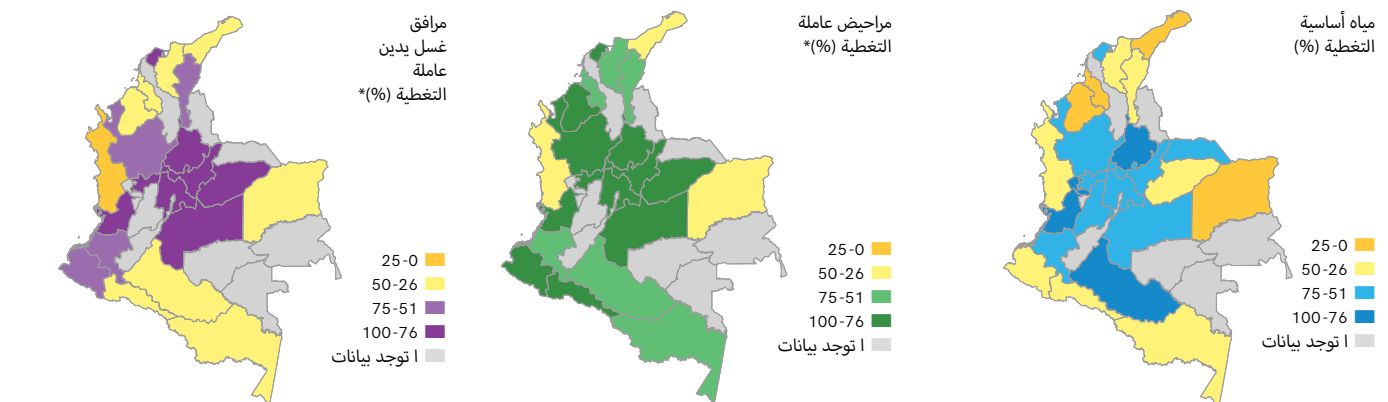 مياه أساسية
التغطية (%)
25-0
50-26
75-51
100-76
ا توجد بيانات
مراحيض عاملة
التغطية (%)*
25-0
50-26
75-51
100-76
ا توجد بيانات
مرافق
غسل يدين
عاملة
التغطية (%)*
25-0
50-26
75-51
100-76
ا توجد بيانات